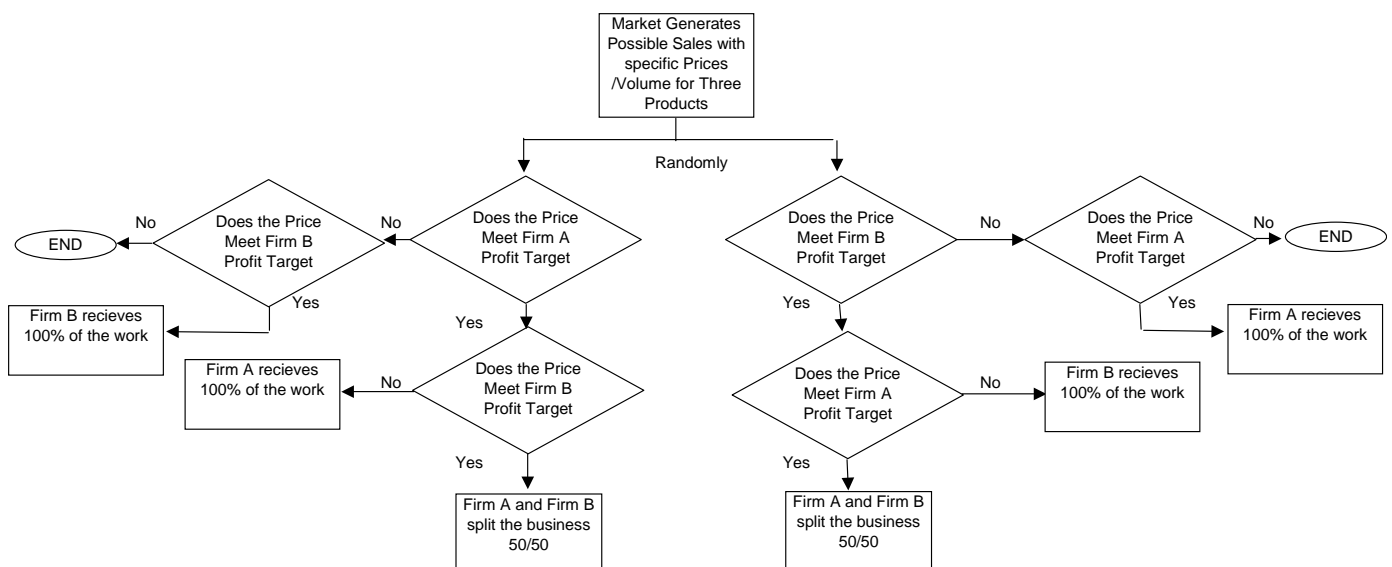 Market Generates
Possible Sales with
specific Prices
/Volume for Three
Products
Randomly
Does the Price
Meet Firm B
Profit Target
No
END
Yes
Firm B recieves
100% of the work
Does the Price
Meet Firm A
Profit Target
No
Yes
Does the Price
Meet Firm B
Profit Target
No
Firm A recieves
100% of the work
Yes
Firm A and Firm B
split the business
50/50
Does the Price
Meet Firm B
Profit Target
No
Yes
Does the Price
Meet Firm A
Profit Target
No
END
Yes
Firm A recieves
100% of the work
Does the Price
Meet Firm A
Profit Target
No
Firm B recieves
100% of the work
Yes
Firm A and Firm B
split the business
50/50